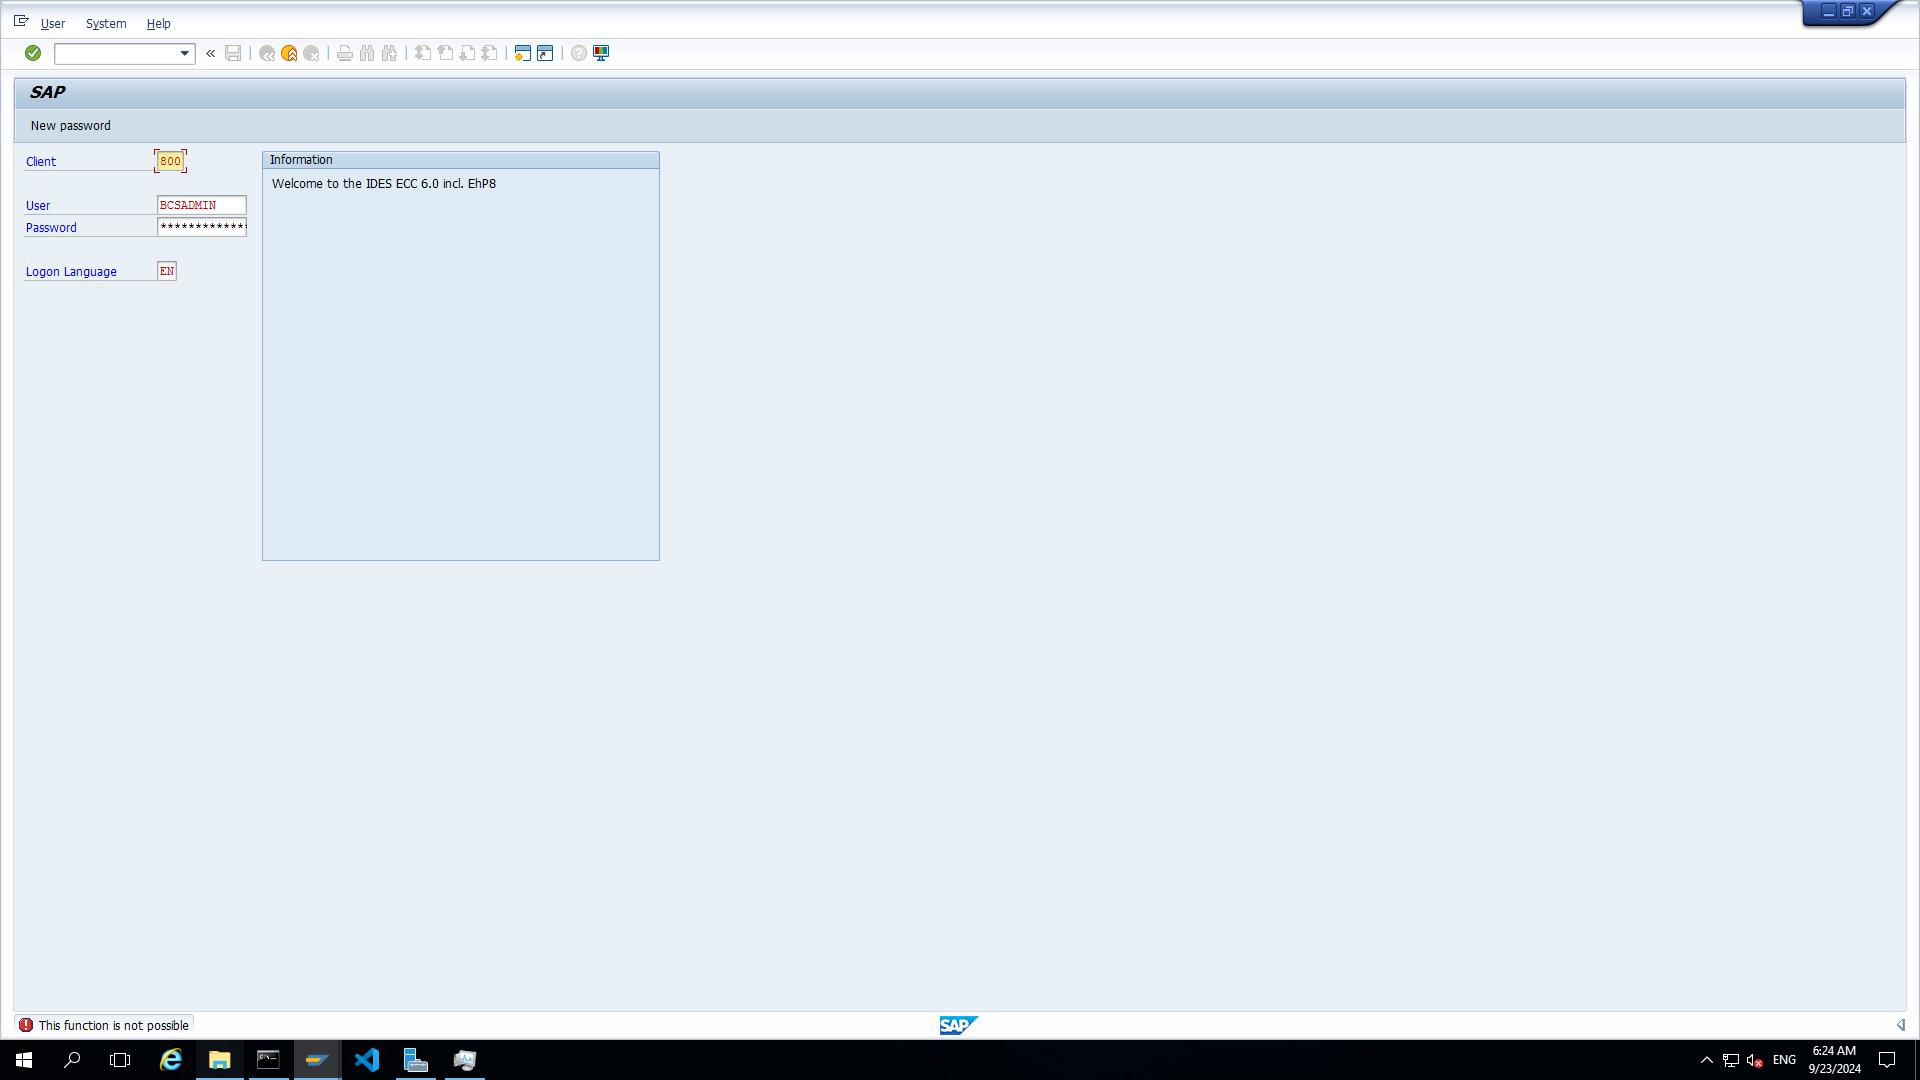 User System Help
SAP
New password
Client 800
Information
Welcome to the IDES ECC 6.0 incl. EhP8
User BCSADMIN
Password ************
Logon Language EN
This function is not possible
SAP
ENG
6:24 AM
9/23/2024